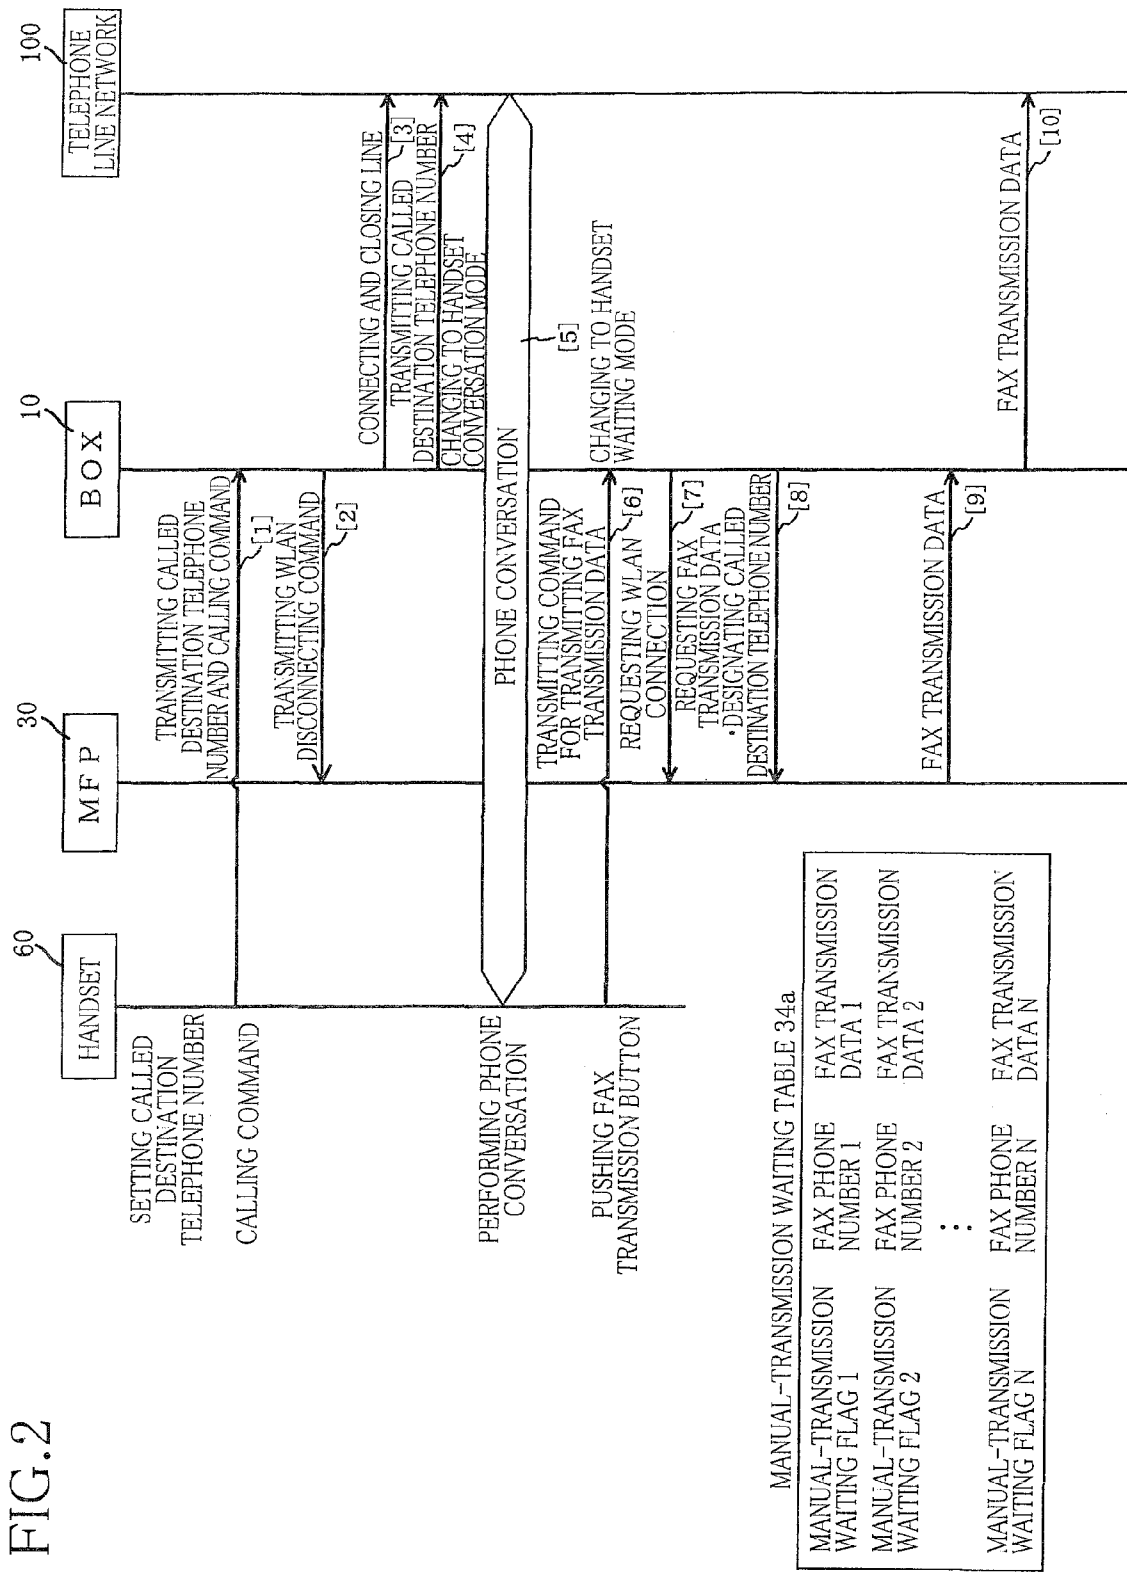 FIG.2
60
HANDSET
30
MFP
10
BOX
100
TELEPHONE
LINE NETWORK
SETTING CALLED
DESTINATION
TELEPHONE NUMBER
CALLING COMMAND
TRANSMITTING CALLED
DESTINATION TELEPHONE
NUMBER AND CALLING COMMAND
[1]
TRANSMITTING WLAN
DISCONNECTING COMMAND
[2]
CONNECTING AND CLOSING LINE
[3]
TRANSMITTING CALLED
DESTINATION TELEPHONE NUMBER
[4]
CHANGING TO HANDSET
CONVERSATION MODE
PERFORMING PHONE
CONVERSATION
PHONE CONVERSATION
[5]
PUSHING FAX
TRANSMISSION BUTTON
TRANSMITTING COMMAND
FOR TRANSMITTING FAX
TRANSMISSION DATA
[6]
CHANGING TO HANDSET
WAITING MODE
REQUESTING WLAN
CONNECTION
[7]
REQUESTING FAX
TRANSMISSION DATA
・DESIGNATING CALLED
DESTINATION TELEPHONE NUMBER
[8]
FAX TRANSMISSION DATA
[9]
FAX TRANSMISSION DATA
[10]
MANUAL-TRANSMISSION WAITING TABLE 34a
MANUAL-TRANSMISSION FAX PHONE FAX TRANSMISSION
WAITING FLAG 1 NUMBER 1 DATA 1
MANUAL-TRANSMISSION FAX PHONE FAX TRANSMISSION
WAITING FLAG 2 NUMBER 2 DATA 2
⋮
MANUAL-TRANSMISSION FAX PHONE FAX TRANSMISSION
WAITING FLAG N NUMBER N DATA N